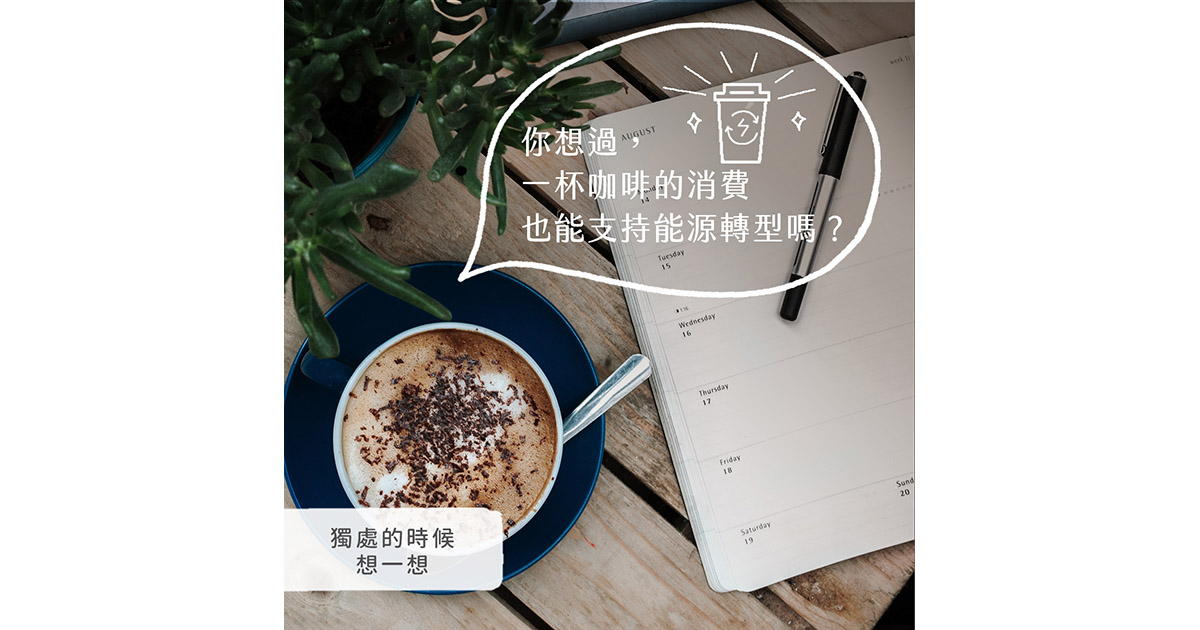 week 33
AUGUST
你想過，
一杯咖啡的消費
也能支持能源轉型嗎？
14
Tuesday
15
Wednesday
16
Thursday
17
Friday
18
Saturday
19
Sund
20
獨處的時候
想一想